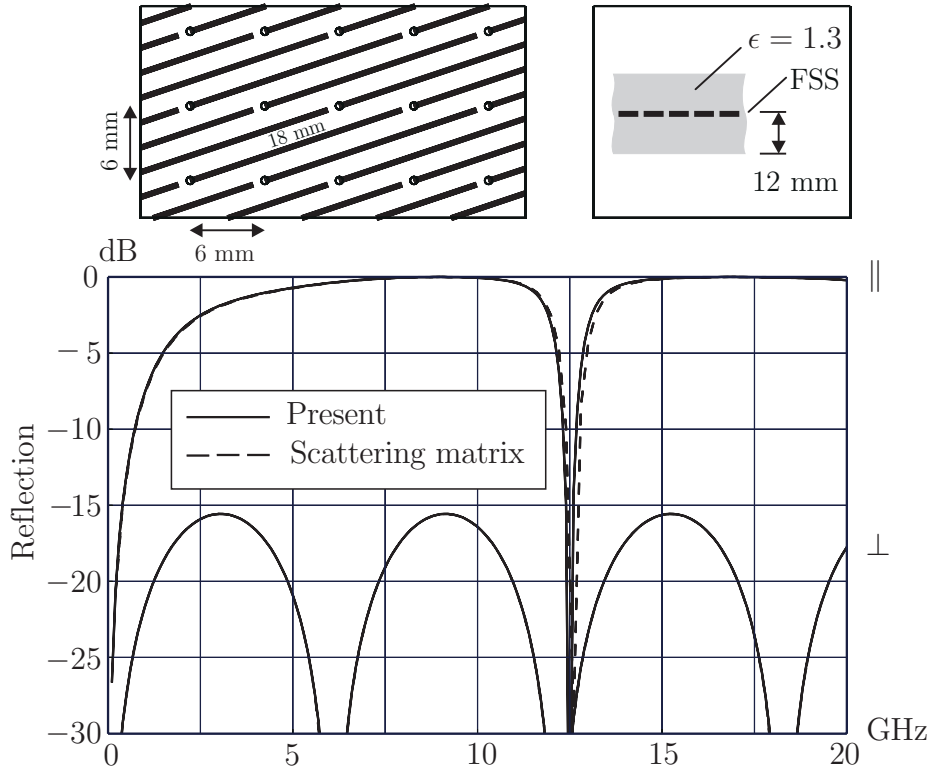 ϵ = 1.3
FSS
12 mm
18 mm
6 mm
6 mm
dB
0
−5
−10
−15
−20
−25
−30
Reflection
Present
Scattering matrix
∥
⊥
GHz
0
5
10
15
20